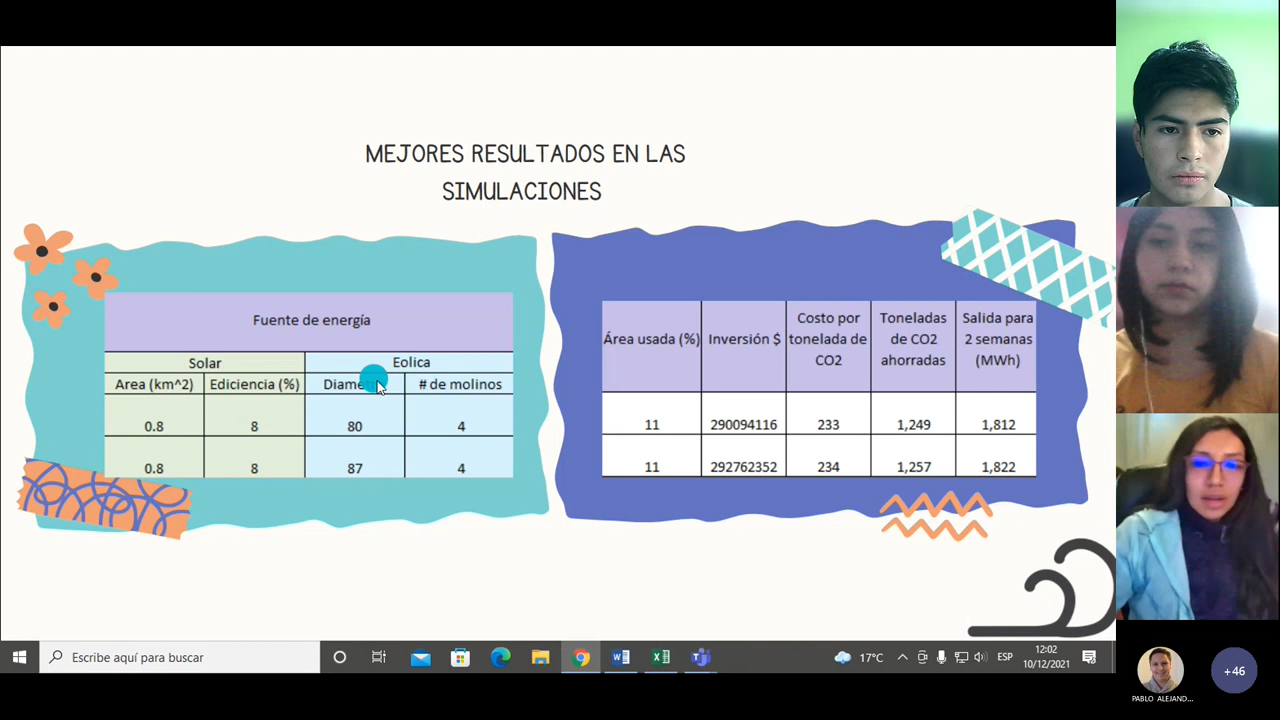 MEJORES RESULTADOS EN LAS
SIMULACIONES
Fuente de energía
Solar
Eolica
Area (km^2)
Ediciencia (%)
# de molinos
0.8
8
80
4
0.8
8
87
4
Área usada (%)
Inversión $
Costo por
tonelada de
CO2
Toneladas
de CO2
ahorradas
Salida para
2 semanas
(MWh)
11
290094116
233
1,249
1,812
11
292762352
234
1,257
1,822
Escribe aquí para buscar
17°C
ESP
12:02
10/12/2021
PABLO ALEJAND...
+46